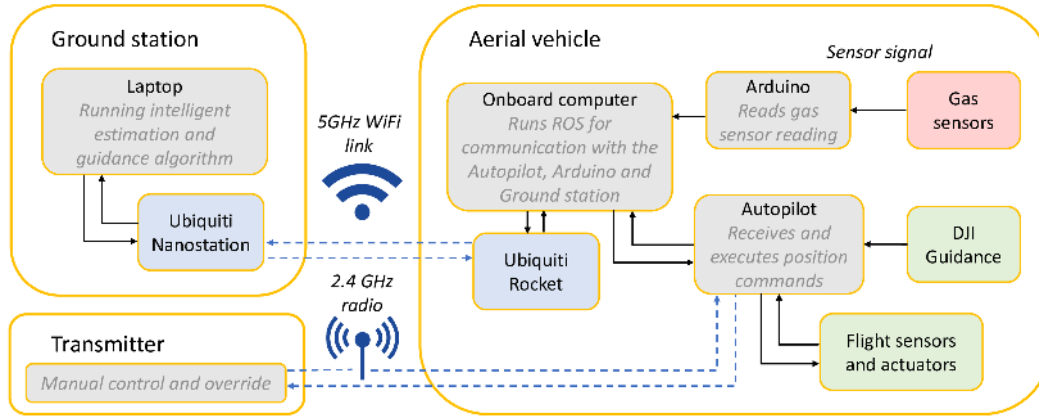 Ground station
Laptop
Running intelligent
estimation and
guidance algorithm
Ubiquiti
Nanostation
5GHz WiFi
link
2.4 GHz
radio
Transmitter
Manual control and override
Aerial vehicle
Sensor signal
Onboard computer
Runs ROS for
communication with the
Autopilot, Arduino and
Ground station
Arduino
Reads gas
sensor reading
Gas
sensors
Ubiquiti
Rocket
Autopilot
Receives and
executes position
commands
DJI
Guidance
Flight sensors
and actuators